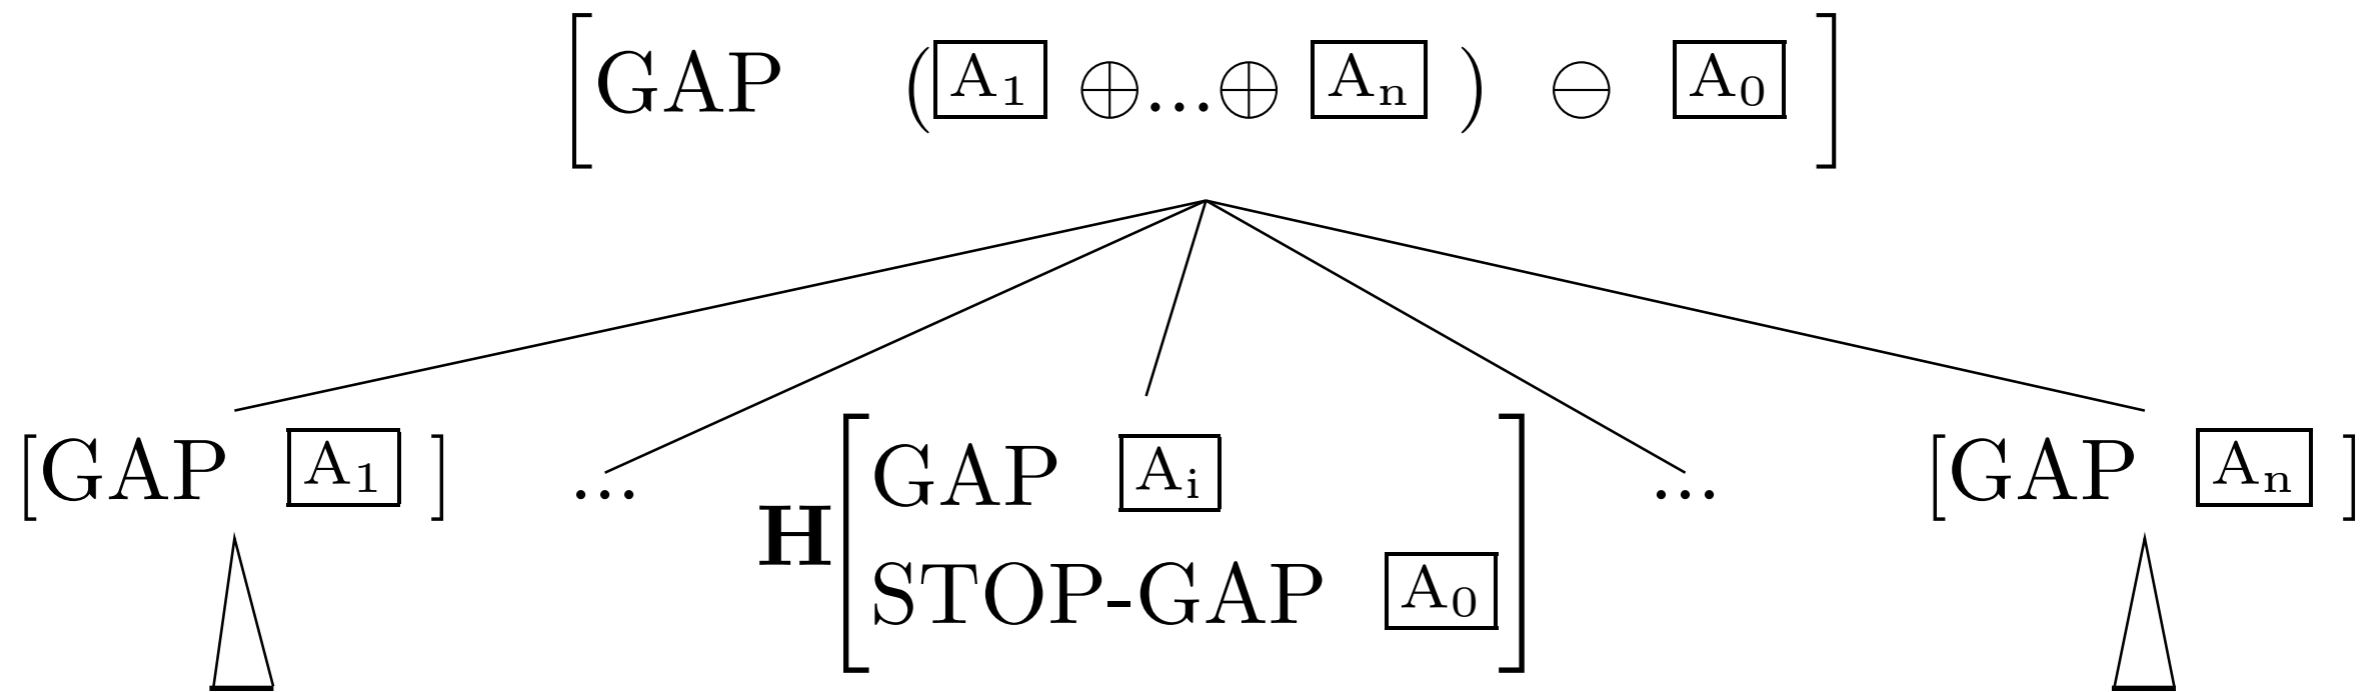 [GAP (A1 ⊕...⊕ An ) ⊖ A0 ]
[GAP A1 ] ... H[GAP Ai ... [GAP An ]
STOP-GAP A0 ]